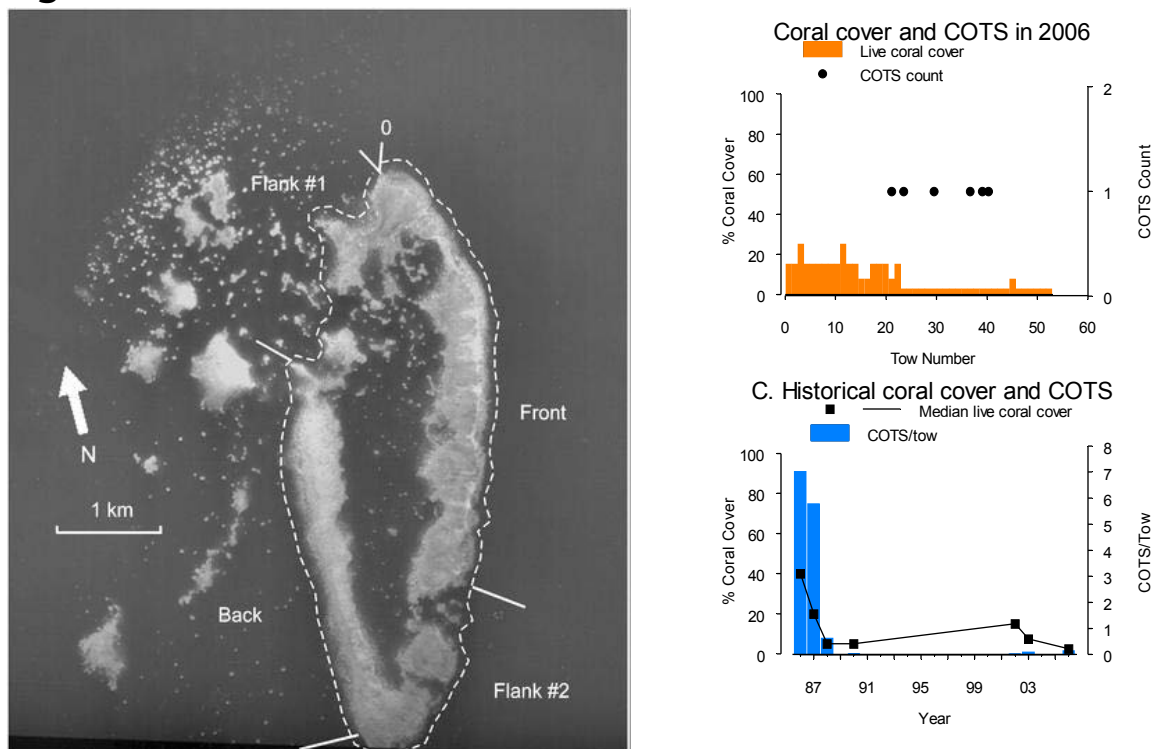 0
Flank #1
Front
N
1 km
Back
Flank #2
Coral cover and COTS in 2006
Live coral cover
COTS count
100
80
60
40
20
0
% Coral Cover
2
1
0
COTS Count
0 10 20 30 40 50 60
Tow Number
C. Historical coral cover and COTS
Median live coral cover
COTS/tow
100
80
60
40
20
0
% Coral Cover
8
7
6
5
4
3
2
1
0
COTS/Tow
87 91 95 99 03
Year